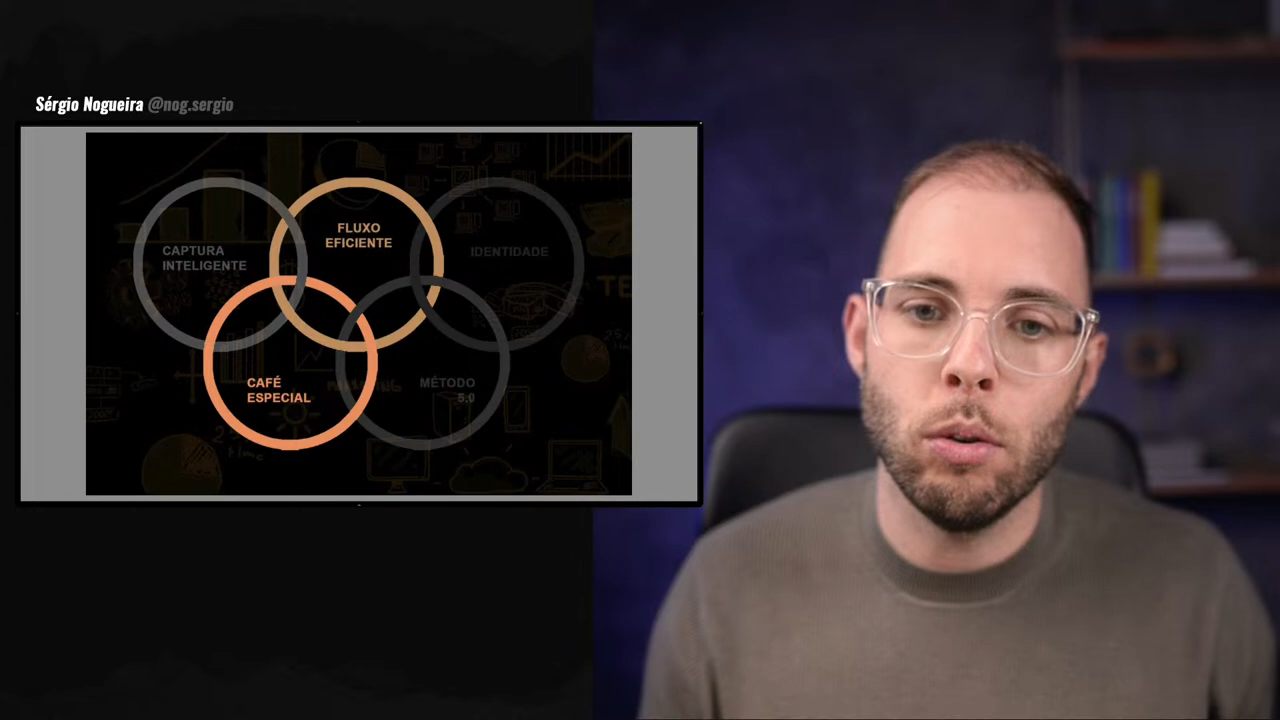 Sérgio Nogueira @nog.sergio
FLUXO
EFICIENTE
CAPTURA
INTELIGENTE
IDENTIDADE
CAFÉ
ESPECIAL
MÉTODO
5.0